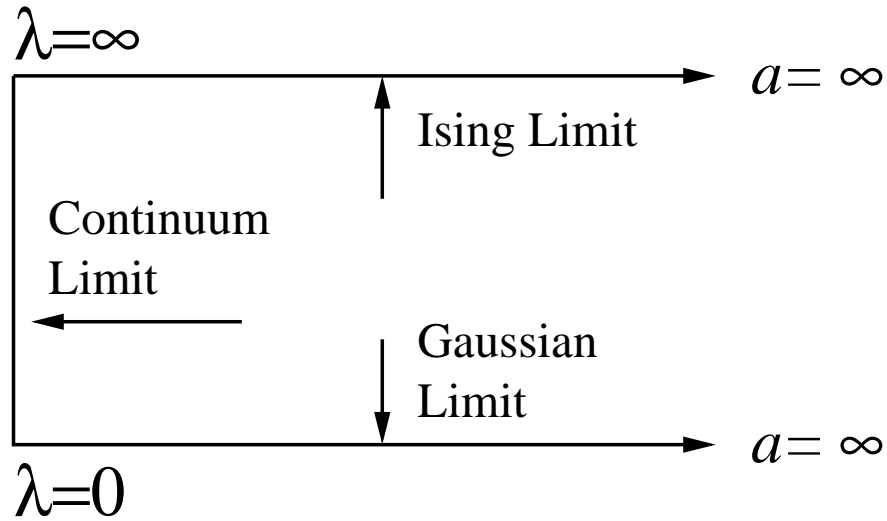 λ=∞
a= ∞
Ising Limit
Continuum
Limit
Gaussian
Limit
a= ∞
λ=0